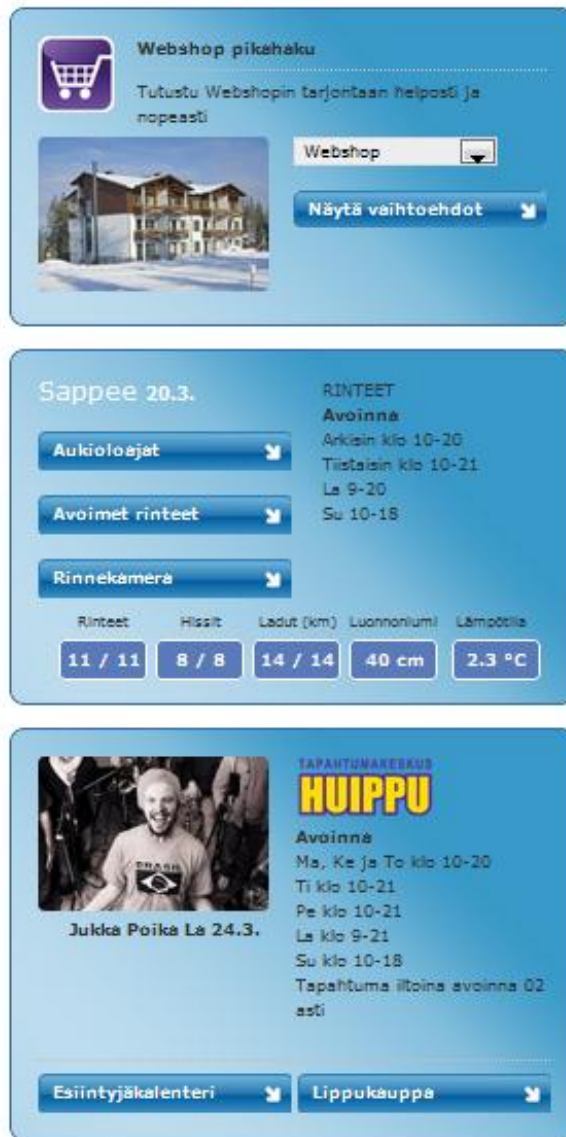 Webshop pikahaku
Tutustu Webshopin tarjontaan helposti ja
nopeasti
Webshop
Näytä vaihtoehdot
Sappee 20.3.
Aukioloajat
Avoimet rinteet
Rinnekamera
RINTEET
Avoinna
Arkisin klo 10-20
Tiistaisin klo 10-21
La 9-20
Su 10-18
Rinteet Hissit Ladut (km) Luonnonlumi Lämpötila
11 / 11 8 / 8 14 / 14 40 cm 2.3 °C
BRASIL
Jukka Poika La 24.3.
TAPAHTUMAKESKUS
HUIPPU
Avoinna
Ma, Ke ja To klo 10-20
Ti klo 10-21
Pe klo 10-21
La klo 9-21
Su klo 10-18
Tapahtuma iltoina avoinna 02
asti
Esiintyjäkalenteri
Lippukauppa